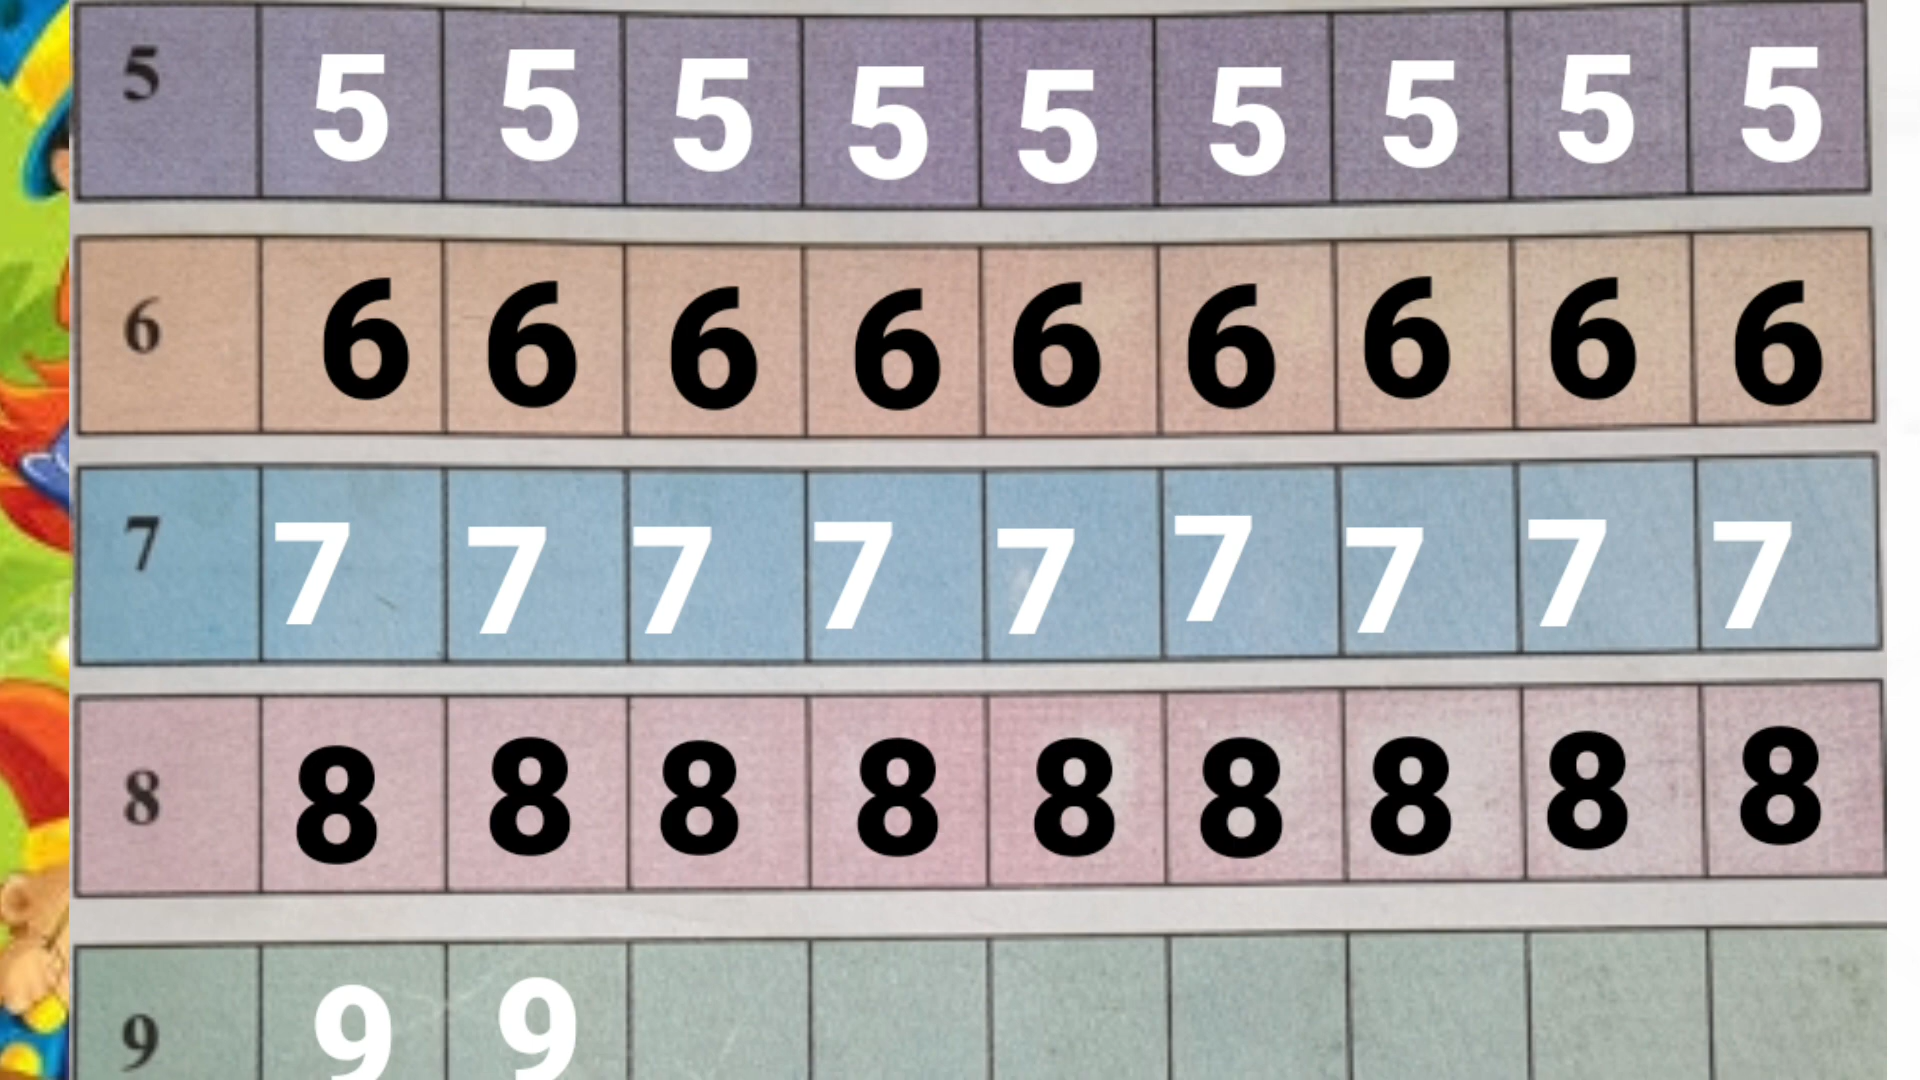 5 5 5 5 5 5 5 5 5 5
6 6 6 6 6 6 6 6 6 6
7 7 7 7 7 7 7 7 7 7
8 8 8 8 8 8 8 8 8 8
9 9 9